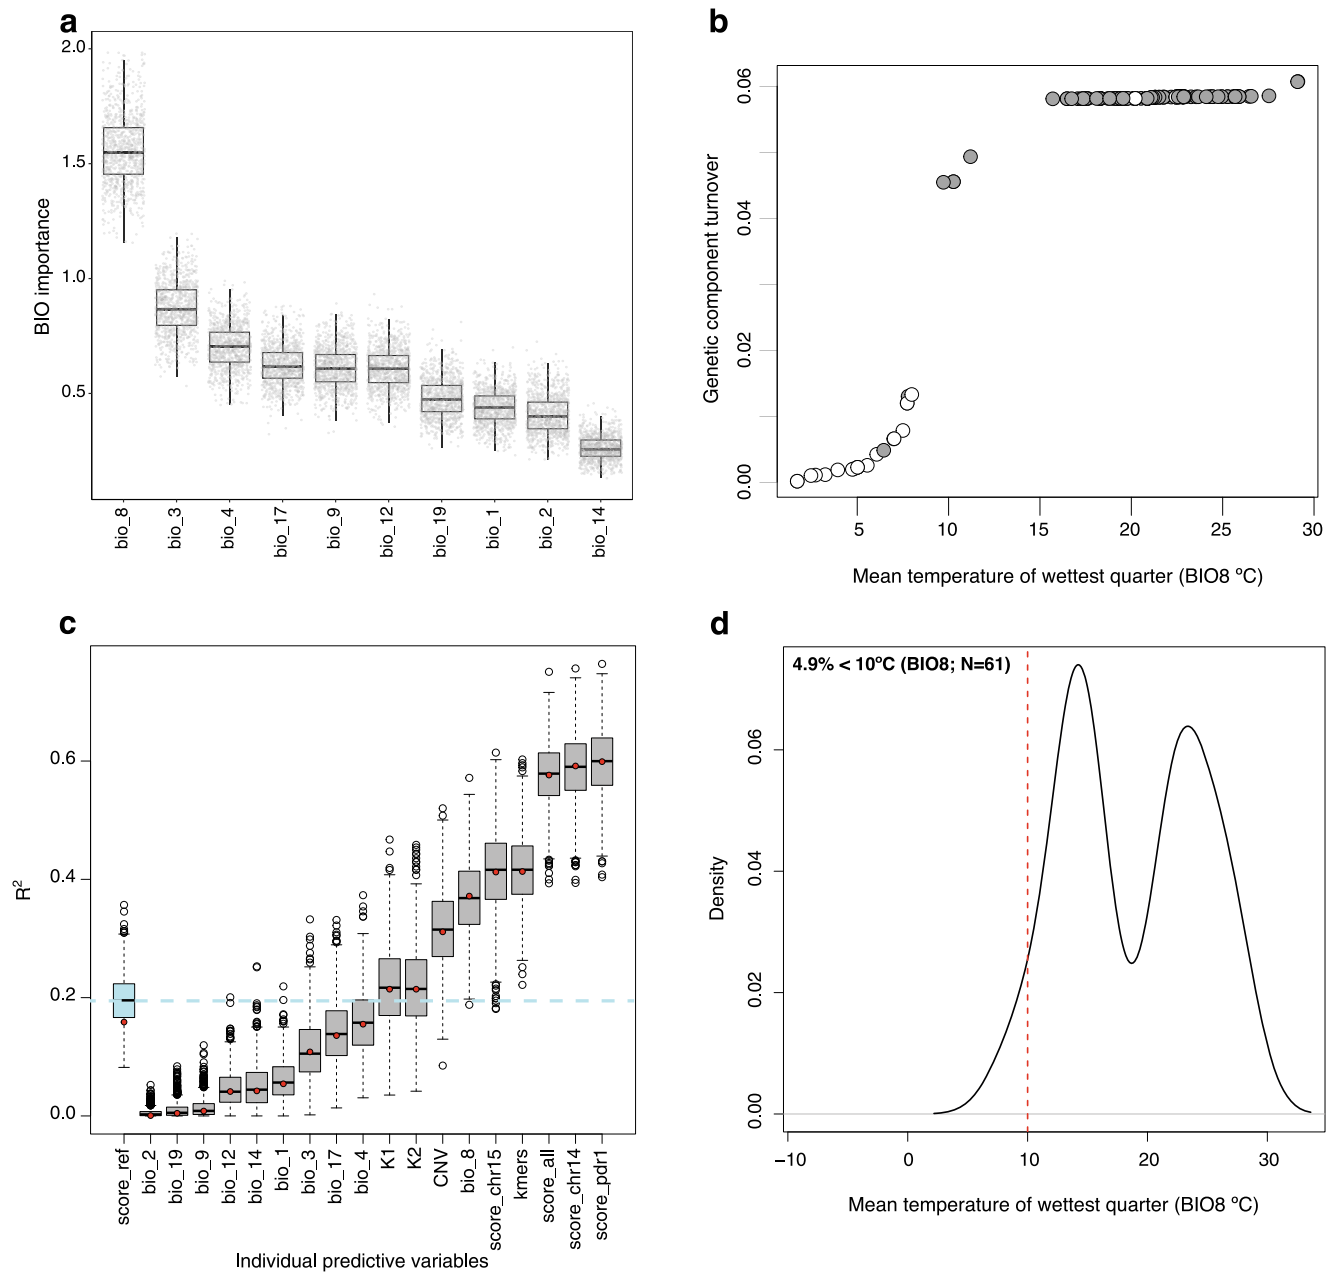 a
2.0
1.5
1.0
0.5
BIO importance
bio_8
bio_3
bio_4
bio_17
bio_9
bio_12
bio_19
bio_1
bio_2
bio_14
b
0.06
0.04
0.02
0.00
Genetic component turnover
5
10
15
20
25
30
Mean temperature of wettest quarter (BIO8 ºC)
c
0.6
0.4
0.2
0.0
R²
score_ref
bio_2
bio_19
bio_9
bio_12
bio_14
bio_1
bio_3
bio_17
bio_4
K1
K2
CNV
bio_8
score_chr15
kmers
score_all
score_chr14
score_pdr1
Individual predictive variables
d
4.9% < 10ºC (BIO8; N=61)
0.06
0.04
0.02
0.00
Density
−10
0
10
20
30
Mean temperature of wettest quarter (BIO8 ºC)